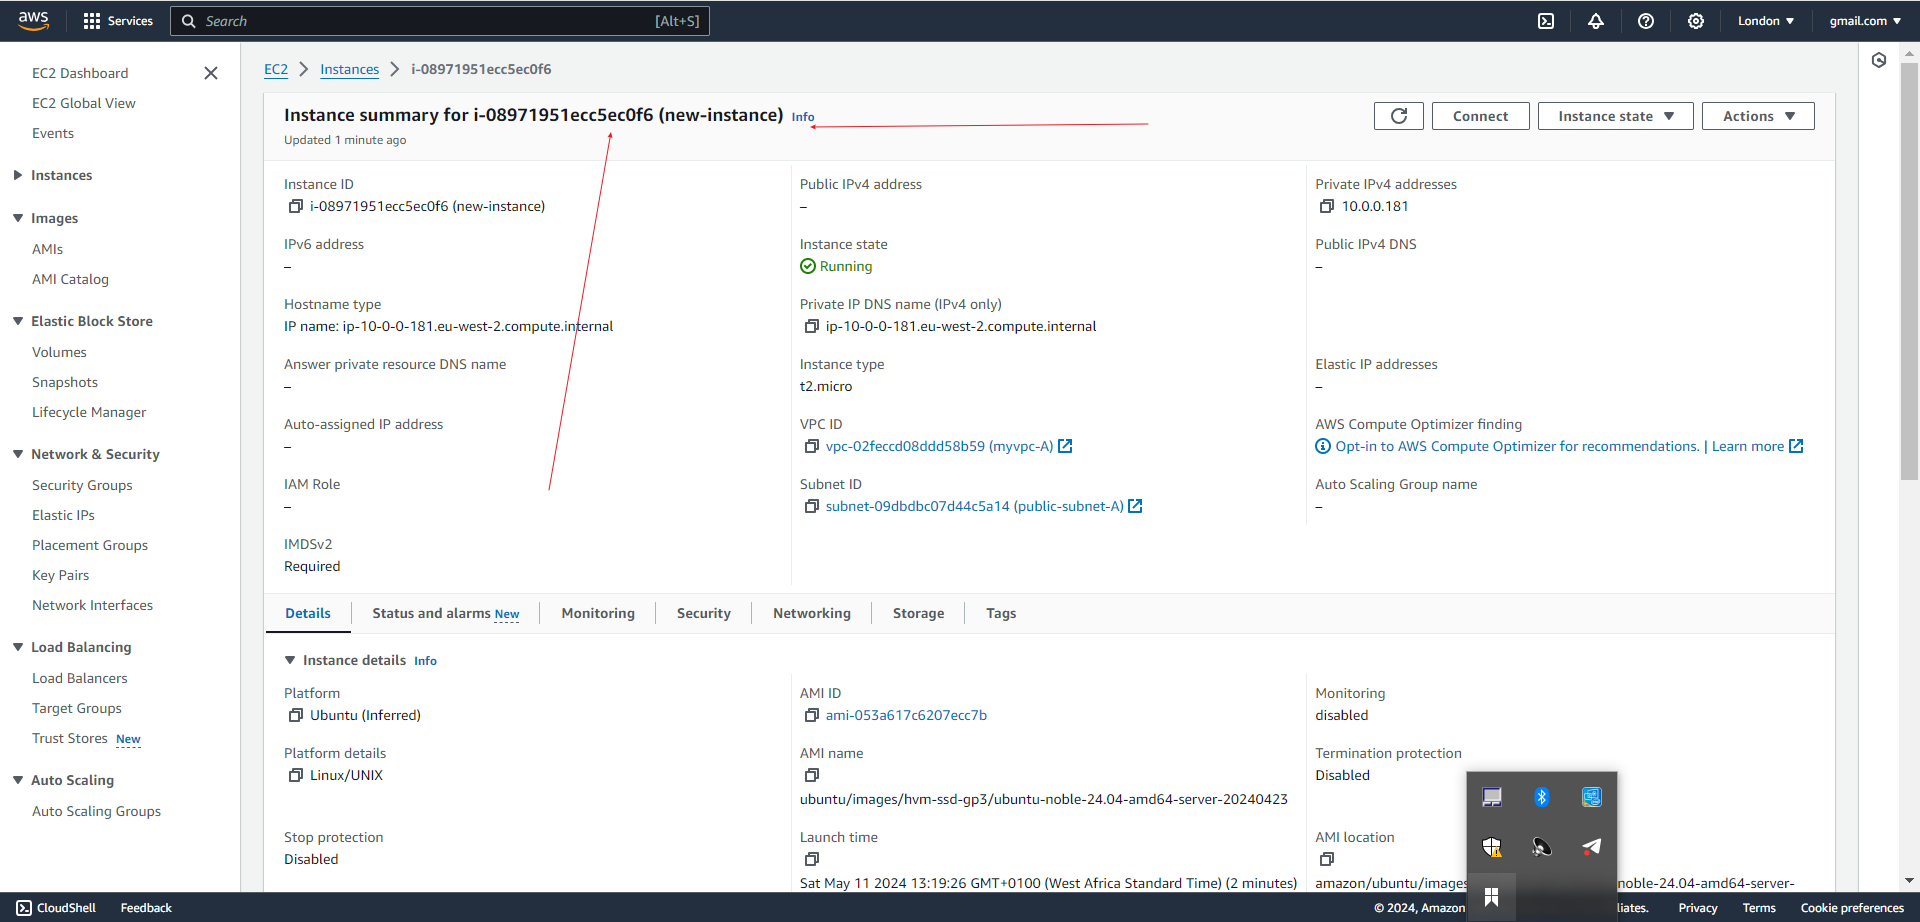 aws
Services
Search
[Alt+S]
London
gmail.com
EC2 Dashboard
EC2 Global View
Events
Instances
Images
AMIs
AMI Catalog
Elastic Block Store
Volumes
Snapshots
Lifecycle Manager
Network & Security
Security Groups
Elastic IPs
Placement Groups
Key Pairs
Network Interfaces
Load Balancing
Load Balancers
Target Groups
Trust Stores New
Auto Scaling
Auto Scaling Groups
EC2 Instances i-08971951ecc5ec0f6
Instance summary for i-08971951ecc5ec0f6 (new-instance) Info
Updated 1 minute ago
Connect
Instance state
Actions
Instance ID
i-08971951ecc5ec0f6 (new-instance)
Public IPv4 address
–
Private IPv4 addresses
10.0.0.181
IPv6 address
–
Instance state
Running
Public IPv4 DNS
–
Hostname type
IP name: ip-10-0-0-181.eu-west-2.compute.internal
Private IP DNS name (IPv4 only)
ip-10-0-0-181.eu-west-2.compute.internal
Answer private resource DNS name
–
Instance type
t2.micro
Elastic IP addresses
–
Auto-assigned IP address
–
VPC ID
vpc-02feccd08ddd58b59 (myvpc-A)
AWS Compute Optimizer finding
Opt-in to AWS Compute Optimizer for recommendations. | Learn more
IAM Role
–
Subnet ID
subnet-09dbdbc07d44c5a14 (public-subnet-A)
Auto Scaling Group name
–
IMDSv2
Required
Details
Status and alarms New
Monitoring
Security
Networking
Storage
Tags
Instance details Info
Platform
Ubuntu (Inferred)
AMI ID
ami-053a617c6207ecc7b
Monitoring
disabled
Platform details
Linux/UNIX
AMI name
ubuntu/images/hvm-ssd-gp3/ubuntu-noble-24.04-amd64-server-20240423
Termination protection
Disabled
Stop protection
Disabled
Launch time
Sat May 11 2024 13:19:26 GMT+0100 (West Africa Standard Time) (2 minutes)
AMI location
amazon/ubuntu/images noble-24.04-amd64-server-
CloudShell
Feedback
© 2024, Amazon liates.
Privacy
Terms
Cookie preferences